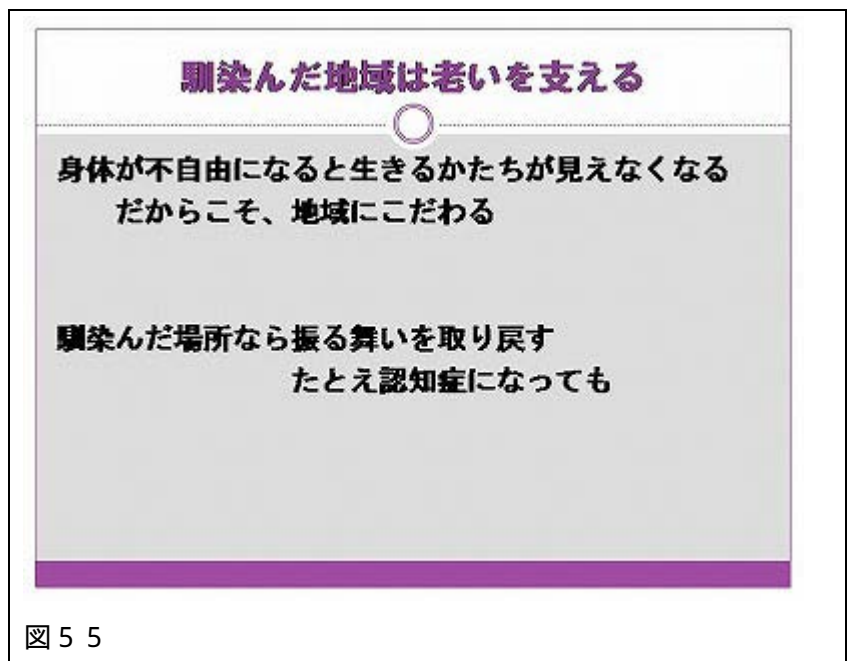 馴染んだ地域は老いを支える
身体が不自由になると生きるかたちが見えなくなる
だからこそ、地域にこだわる
馴染んだ場所なら振る舞いを取り戻す
たとえ認知症になっても
図５５